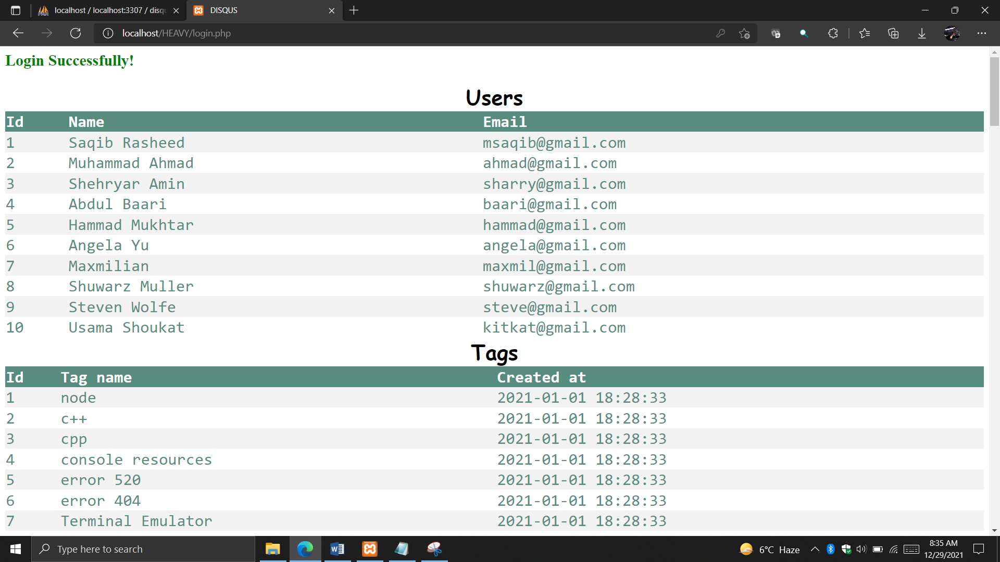 localhost / localhost:3307 / disqu
DISQUS
localhost/HEAVY/login.php
Login Successfully!
Users
Id Name Email
1 Saqib Rasheed msaqib@gmail.com
2 Muhammad Ahmad ahmad@gmail.com
3 Shehryar Amin sharry@gmail.com
4 Abdul Baari baari@gmail.com
5 Hammad Mukhtar hammad@gmail.com
6 Angela Yu angela@gmail.com
7 Maxmilian maxmil@gmail.com
8 Shuwarz Muller shuwarz@gmail.com
9 Steven Wolfe steve@gmail.com
10 Usama Shoukat kitkat@gmail.com
Tags
Id Tag name Created at
1 node 2021-01-01 18:28:33
2 c++ 2021-01-01 18:28:33
3 cpp 2021-01-01 18:28:33
4 console resources 2021-01-01 18:28:33
5 error 520 2021-01-01 18:28:33
6 error 404 2021-01-01 18:28:33
7 Terminal Emulator 2021-01-01 18:28:33
Type here to search
6°C Haze
8:35 AM
12/29/2021